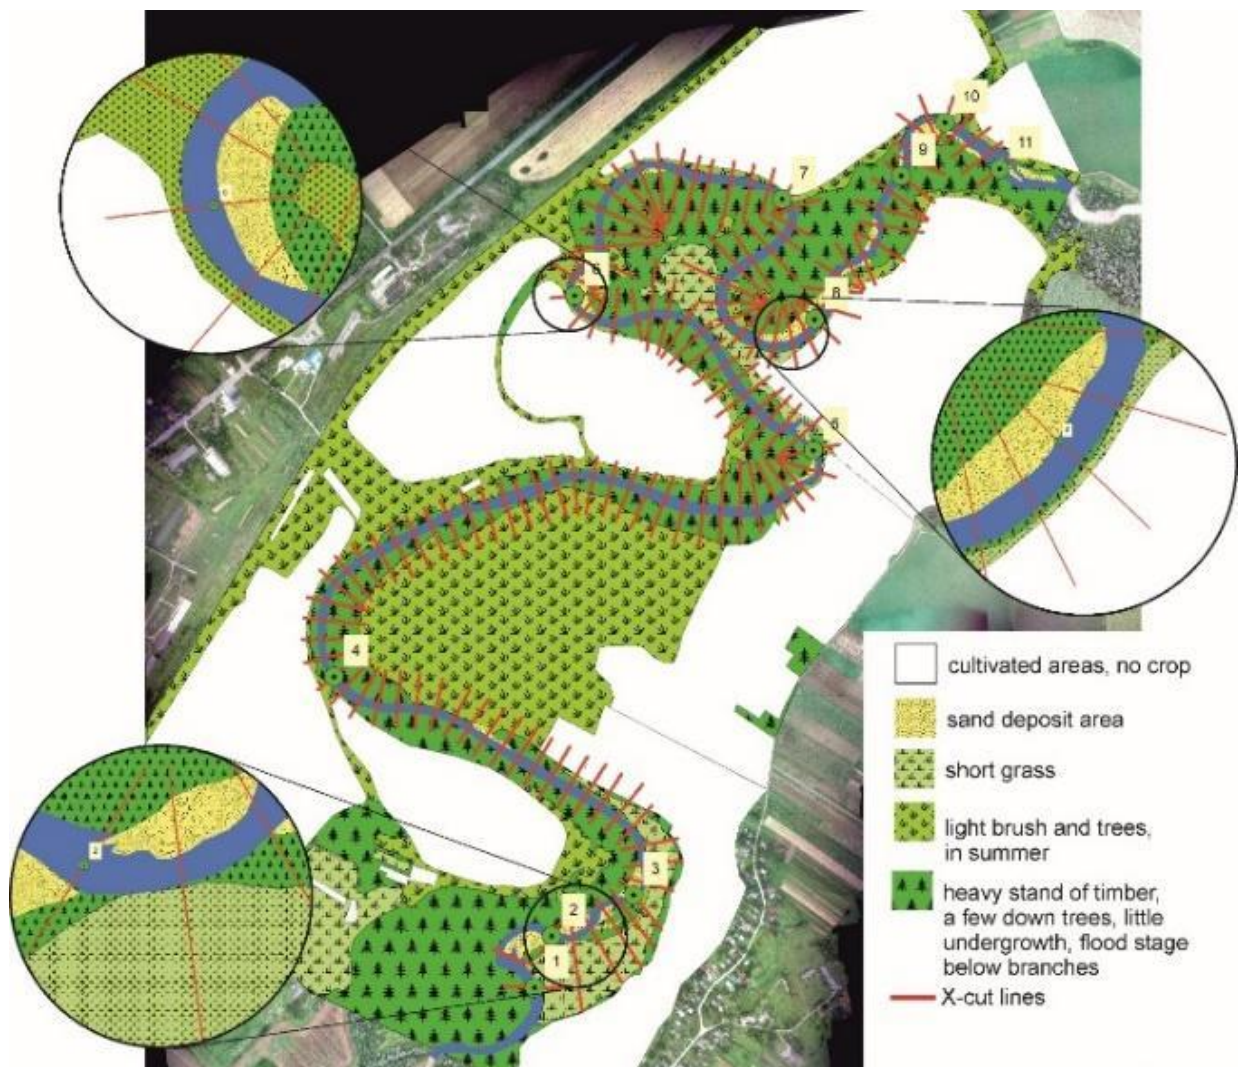 10
11
9
7
6
8
5
4
3
2
1
2
cultivated areas, no crop
sand deposit area
short grass
light brush and trees,
in summer
heavy stand of timber,
a few down trees, little
undergrowth, flood stage
below branches
X-cut lines